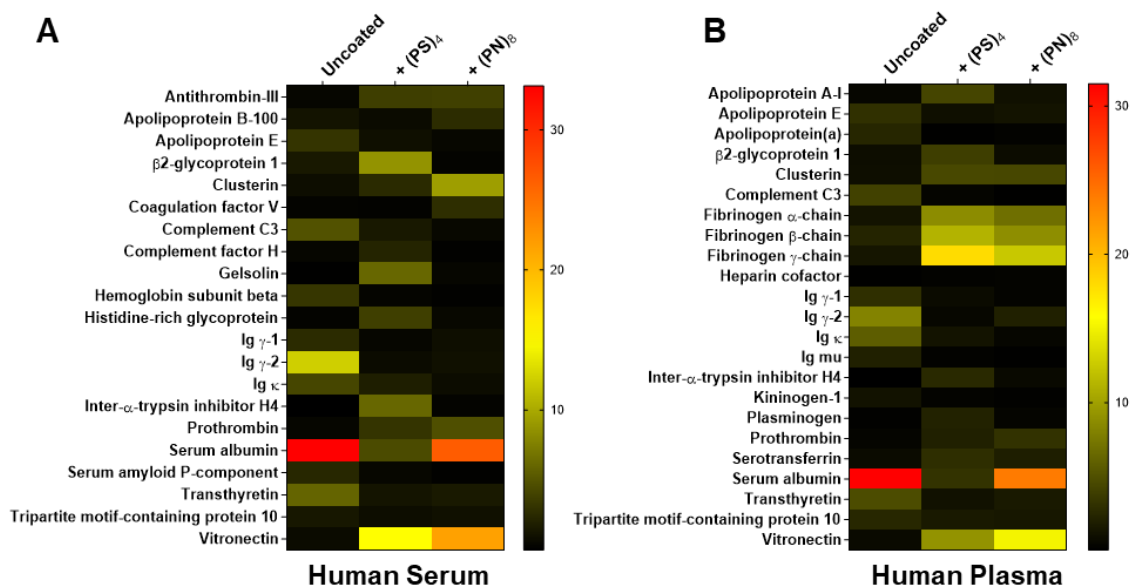 A
Uncoated
+ (PS)4
+ (PN)8
Antithrombin-III
Apolipoprotein B-100
Apolipoprotein E
β2-glycoprotein 1
Clusterin
Coagulation factor V
Complement C3
Complement factor H
Gelsolin
Hemoglobin subunit beta
Histidine-rich glycoprotein
Ig γ-1
Ig γ-2
Ig κ
Inter-α-trypsin inhibitor H4
Prothrombin
Serum albumin
Serum amyloid P-component
Transthyretin
Tripartite motif-containing protein 10
Vitronectin
30
20
10
Human Serum
B
Uncoated
+ (PS)4
+ (PN)8
Apolipoprotein A-I
Apolipoprotein E
Apolipoprotein(a)
β2-glycoprotein 1
Clusterin
Complement C3
Fibrinogen α-chain
Fibrinogen β-chain
Fibrinogen γ-chain
Heparin cofactor
Ig γ-1
Ig γ-2
Ig κ
Ig mu
Inter-α-trypsin inhibitor H4
Kininogen-1
Plasminogen
Prothrombin
Serotransferrin
Serum albumin
Transthyretin
Tripartite motif-containing protein 10
Vitronectin
30
20
10
Human Plasma